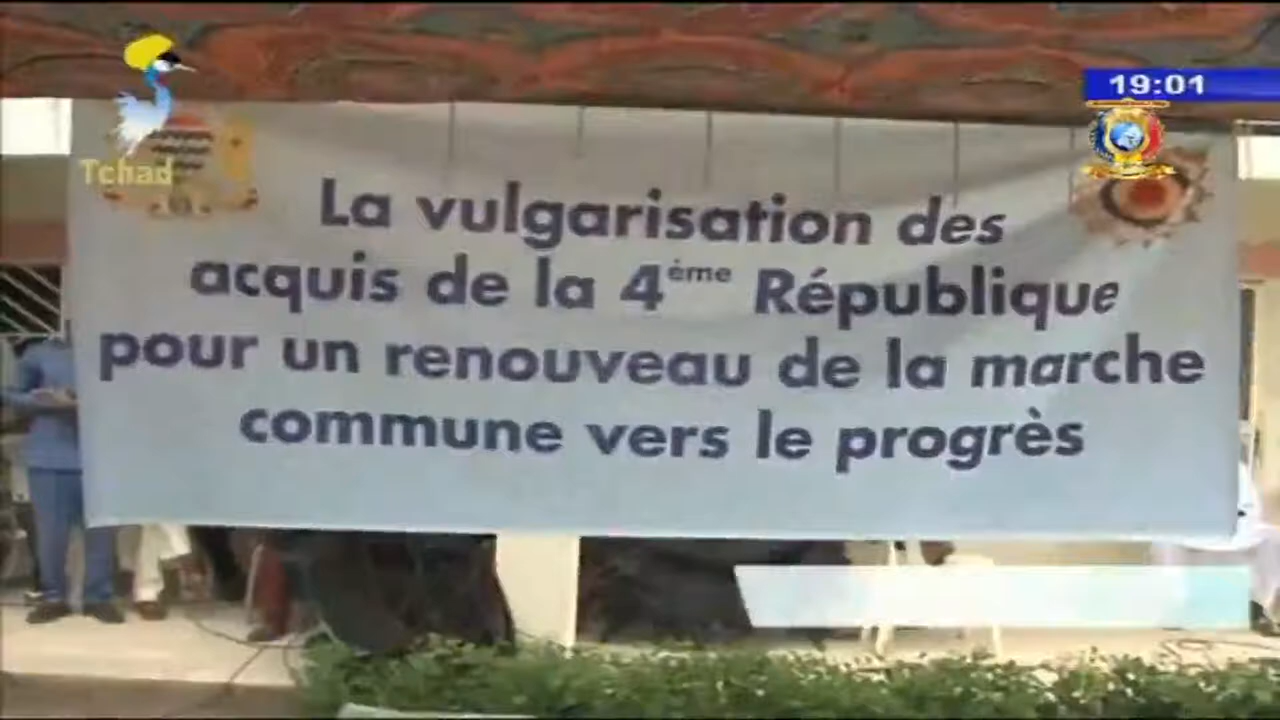 19:01
Tchad
La vulgarisation des
acquis de la 4ème République
pour un renouveau de la marche
commune vers le progrès